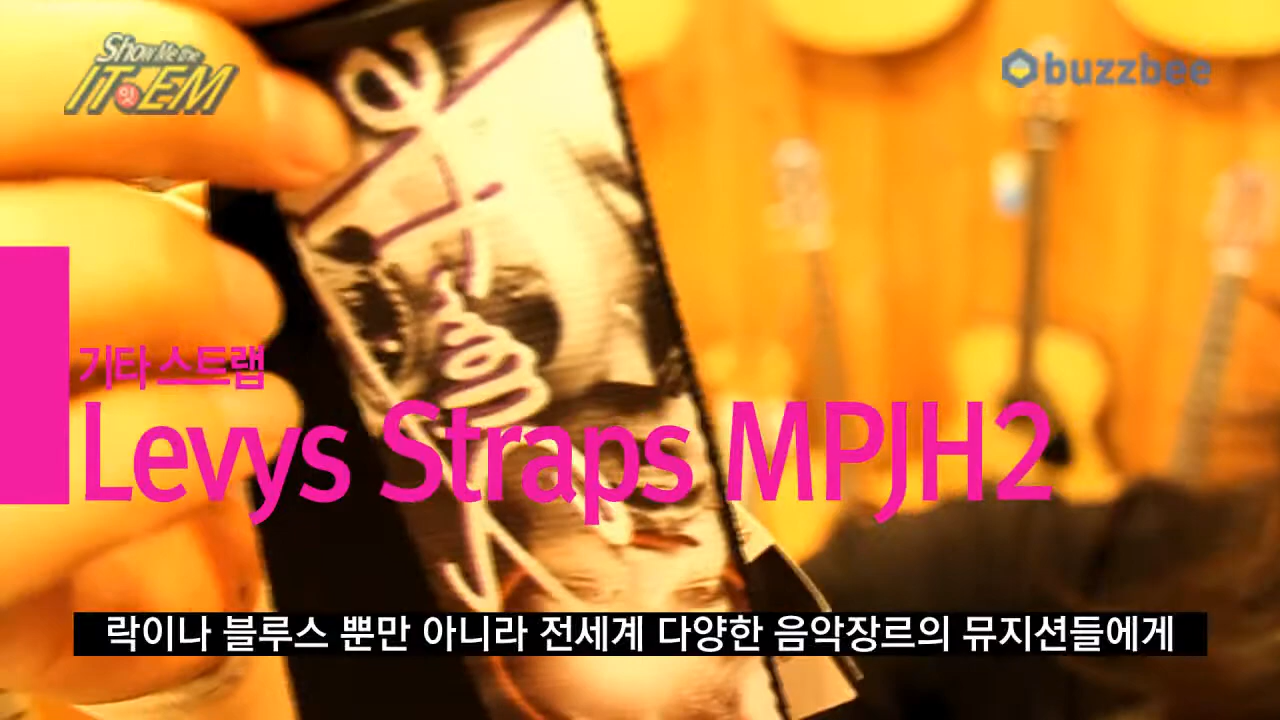 Show Me the
IT잇EM
buzzbee
기타 스트랩
Levys Straps MPJH2
락이나 블루스 뿐만 아니라 전세계 다양한 음악장르의 뮤지션들에게